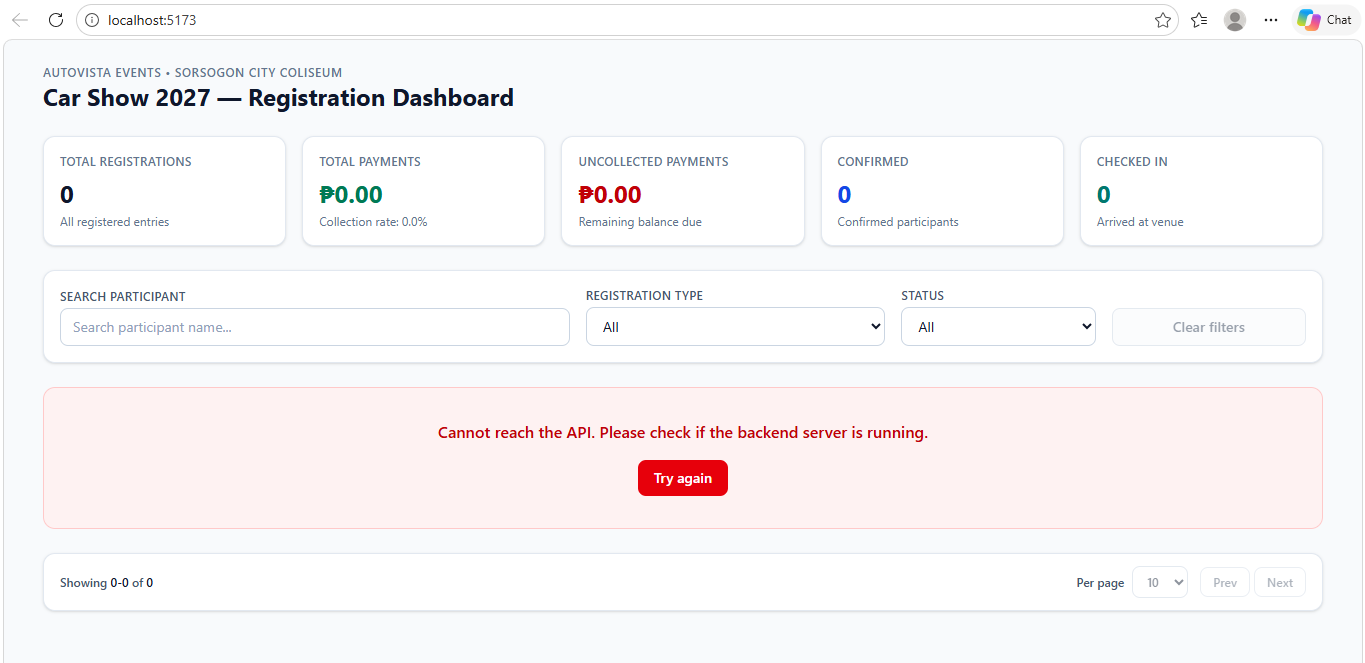 localhost:5173
Chat
AUTOVISTA EVENTS • SORSOGON CITY COLISEUM
Car Show 2027 — Registration Dashboard
TOTAL REGISTRATIONS
0
All registered entries
TOTAL PAYMENTS
₱0.00
Collection rate: 0.0%
UNCOLLECTED PAYMENTS
₱0.00
Remaining balance due
CONFIRMED
0
Confirmed participants
CHECKED IN
0
Arrived at venue
SEARCH PARTICIPANT
Search participant name...
REGISTRATION TYPE
All
STATUS
All
Clear filters
Cannot reach the API. Please check if the backend server is running.
Try again
Showing 0-0 of 0
Per page 10 Prev Next